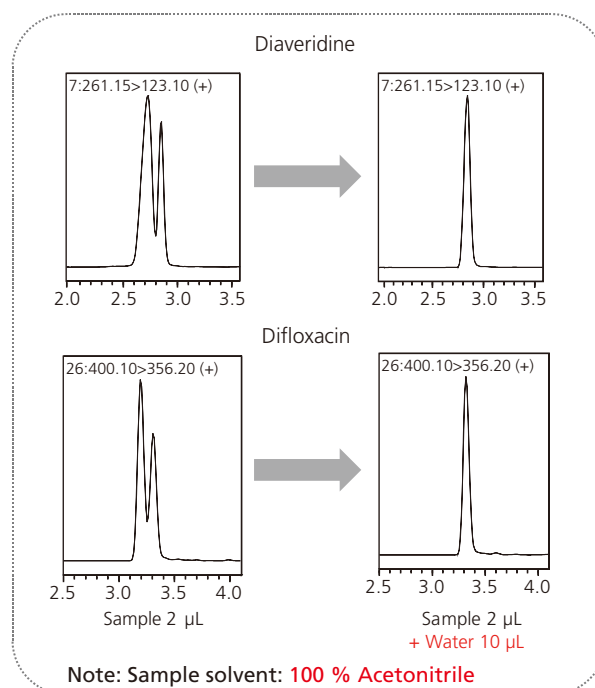 Diaveridine
7:261.15>123.10 (+)
7:261.15>123.10 (+)
2.0 2.5 3.0 3.5
2.0 2.5 3.0 3.5
Difloxacin
26:400.10>356.20 (+)
26:400.10>356.20 (+)
2.5 3.0 3.5 4.0
2.5 3.0 3.5 4.0
Sample 2 µL
Sample 2 µL
+ Water 10 µL
Note: Sample solvent: 100 % Acetonitrile